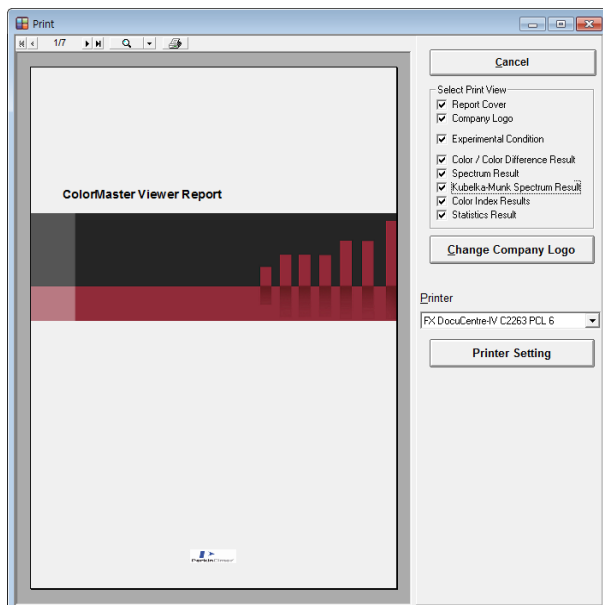 Print
1/7
Cancel
Select Print View
Report Cover
Company Logo
Experimental Condition
Color / Color Difference Result
Spectrum Result
Kubelka-Munk Spectrum Result
Color Index Results
Statistics Result
Change Company Logo
Printer
FX DocuCentre-IV C2263 PCL 6
Printer Setting
ColorMaster Viewer Report
PerkinElmer